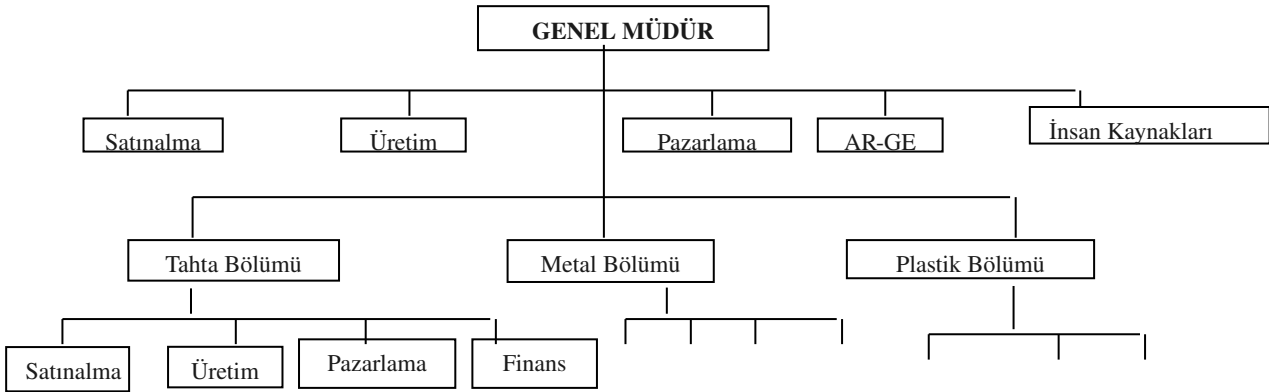 GENEL MÜDÜR
Satınalma
Üretim
Pazarlama
AR-GE
İnsan Kaynakları
Tahta Bölümü
Metal Bölümü
Plastik Bölümü
Satınalma
Üretim
Pazarlama
Finans